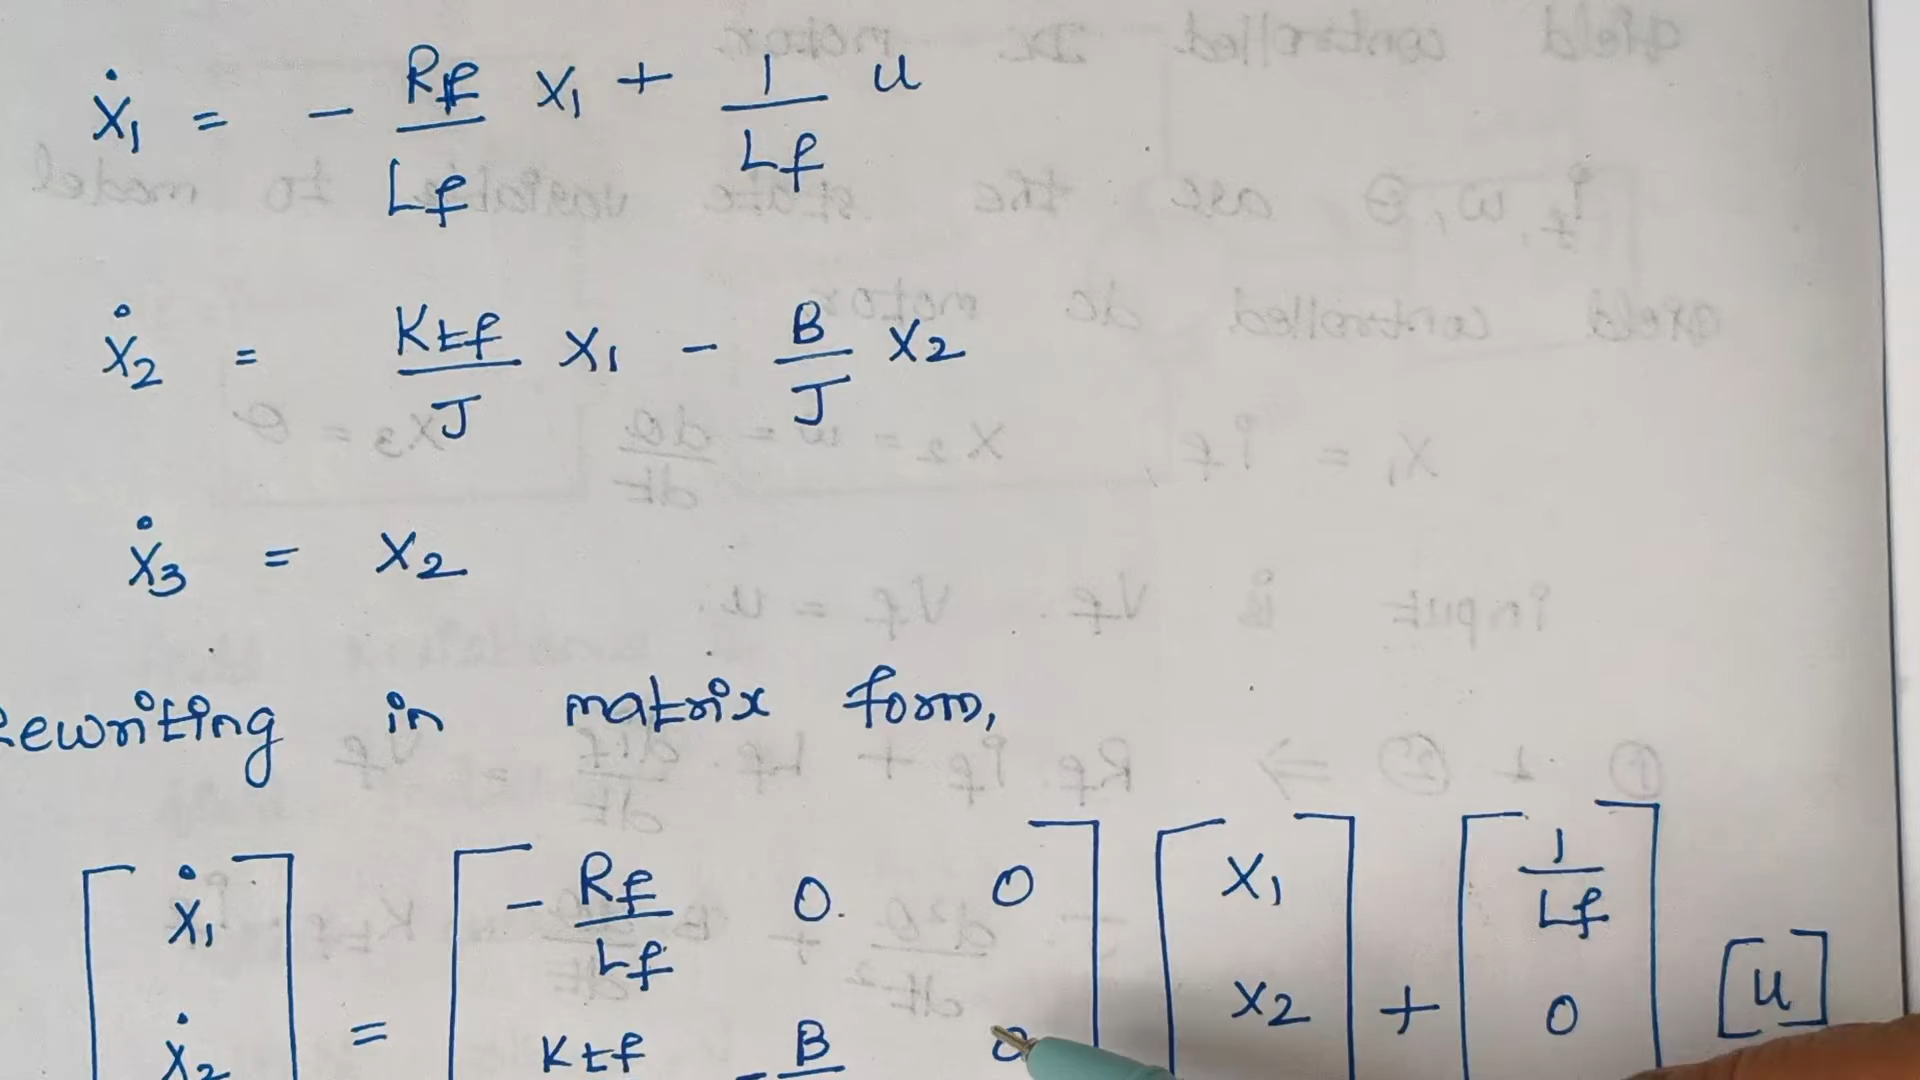 ẋ₁ = - Rf/Lf x₁ + 1/Lf u
ẋ₂ = Ktf/J x₁ - B/J x₂
ẋ₃ = x₂
ewriting in matrix form,
[ẋ₁ = [-Rf/Lf 0. 0] [x₁ + [1/Lf [u]
ẋ₂ Ktf -B 0 x₂ 0